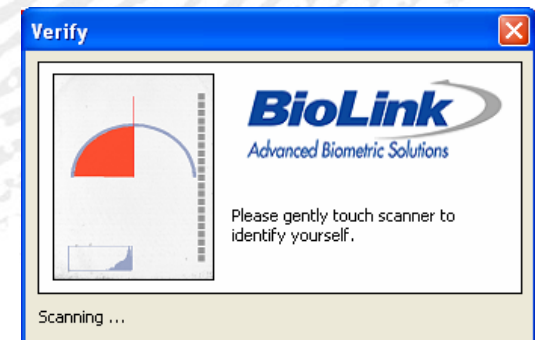 Verify
BioLink
Advanced Biometric Solutions
Please gently touch scanner to
identify yourself.
Scanning ...